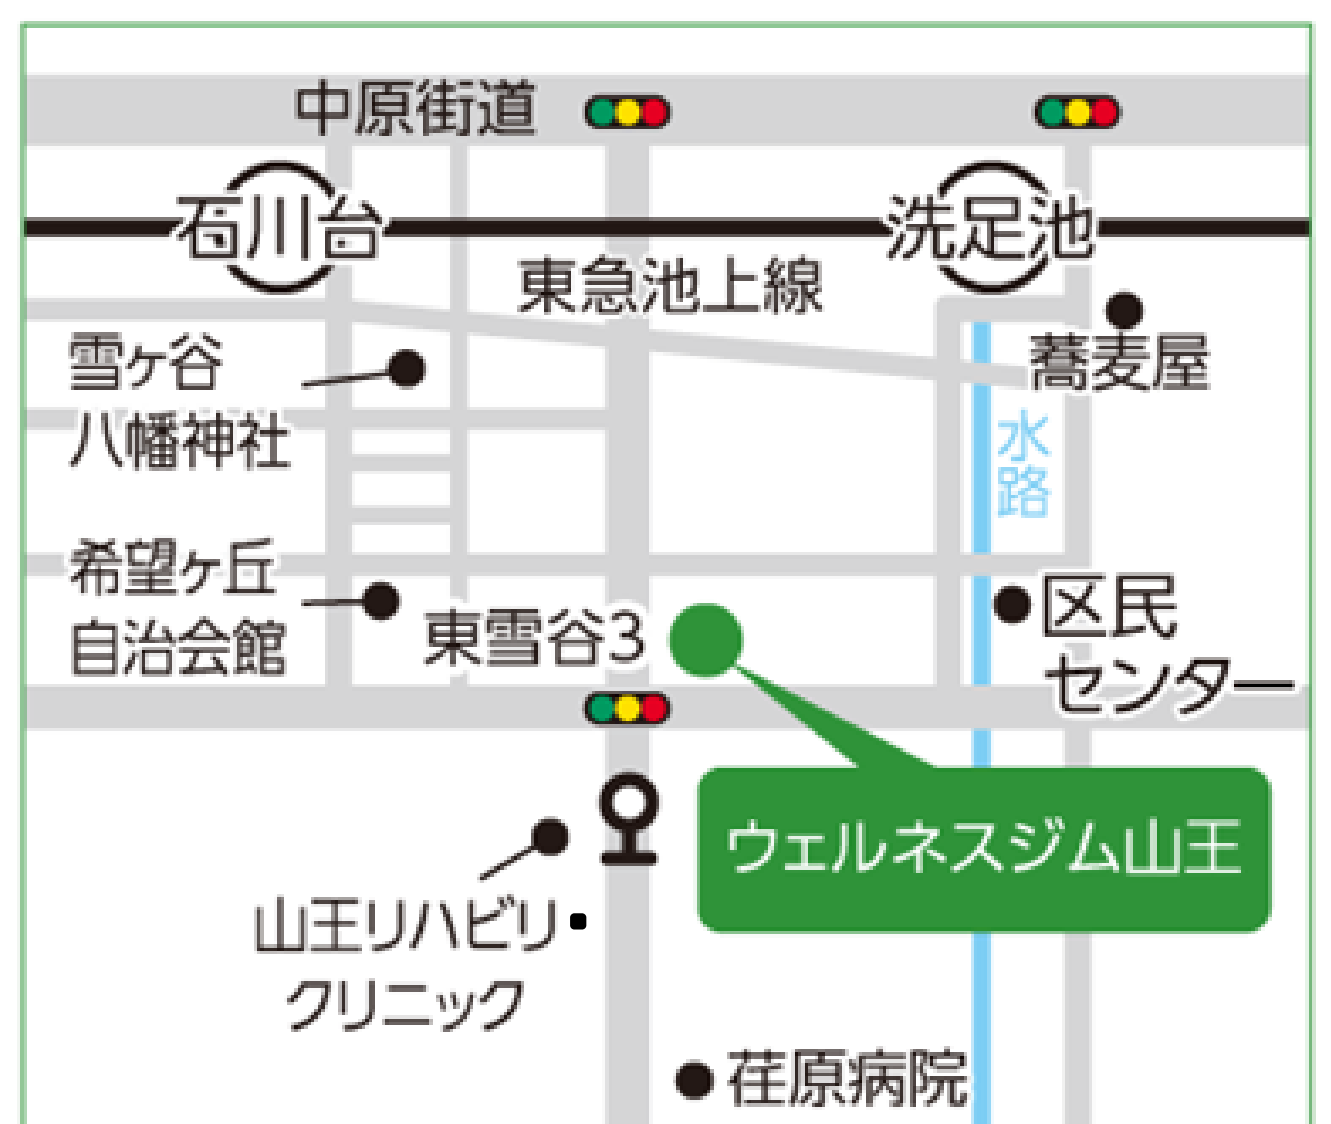 中原街道
石川台
洗足池
東急池上線
雪ヶ谷
八幡神社
蕎麦屋
水
路
希望ヶ丘
自治会館
東雪谷3
区民
センター
ウェルネスジム山王
山王リハビリ・
クリニック
荏原病院